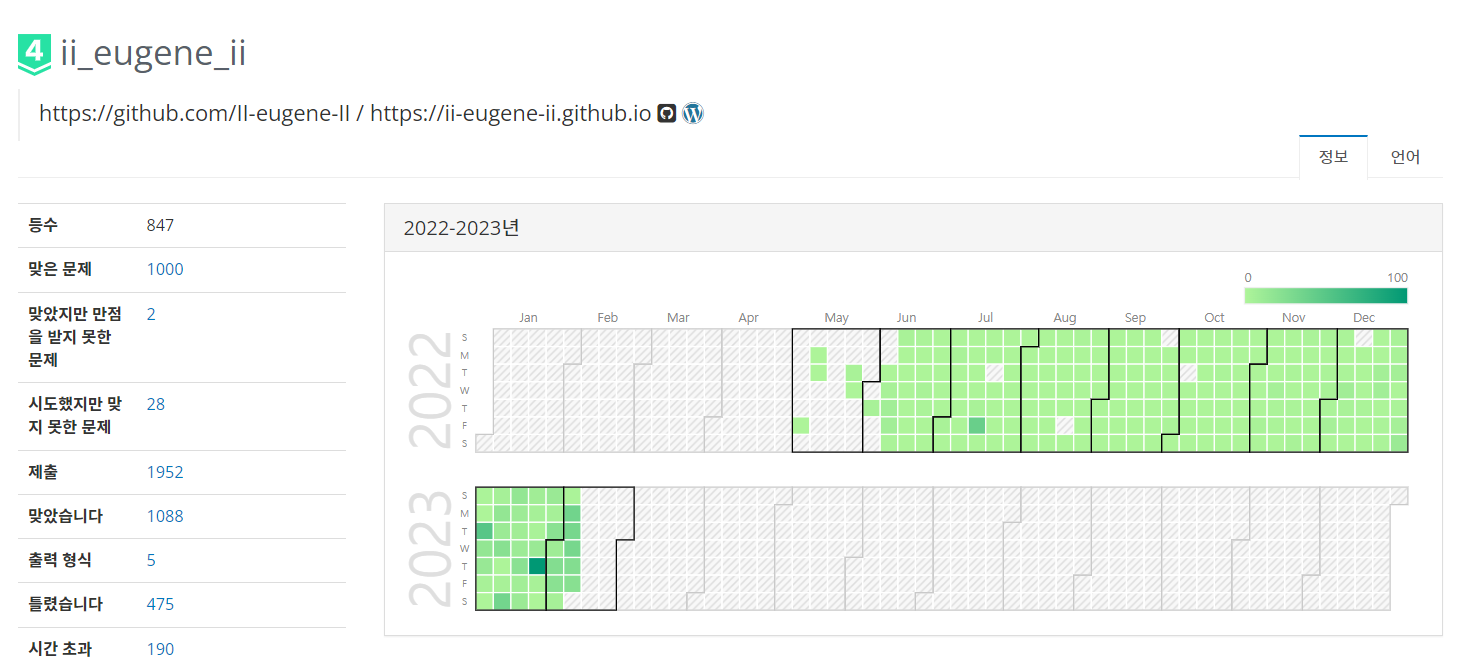 4 ii_eugene_ii
https://github.com/II-eugene-II / https://ii-eugene-ii.github.io
정보 언어
등수 847
맞은 문제 1000
맞았지만 만점
을 받지 못한
문제
2
시도했지만 맞
지 못한 문제
28
제출 1952
맞았습니다 1088
출력 형식 5
틀렸습니다 475
시간 초과 190
2022-2023년
0 100
Jan Feb Mar Apr May Jun Jul Aug Sep Oct Nov Dec
2022
S
M
T
W
T
F
S
2023
S
M
T
W
T
F
S